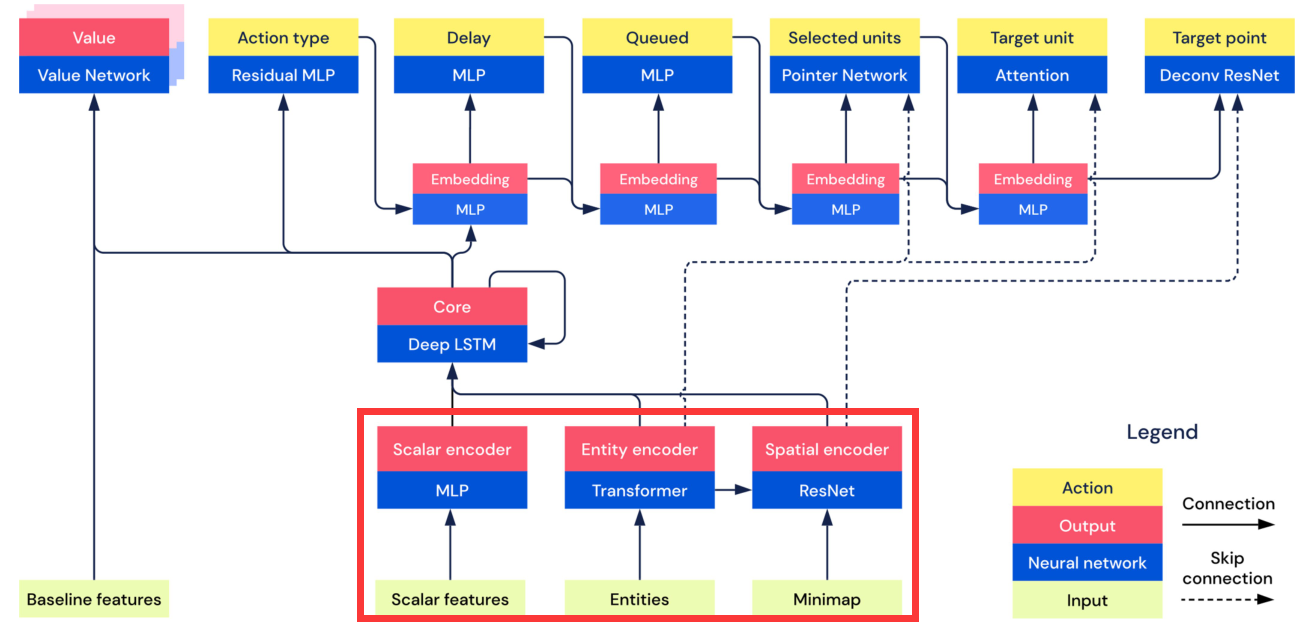 Value
Value Network
Action type
Residual MLP
Delay
MLP
Queued
MLP
Selected units
Pointer Network
Target unit
Attention
Target point
Deconv ResNet
Embedding
MLP
Embedding
MLP
Embedding
MLP
Embedding
MLP
Core
Deep LSTM
Scalar encoder
MLP
Entity encoder
Transformer
Spatial encoder
ResNet
Baseline features
Scalar features
Entities
Minimap
Legend
Action
Output
Neural network
Input
Connection
Skip
connection